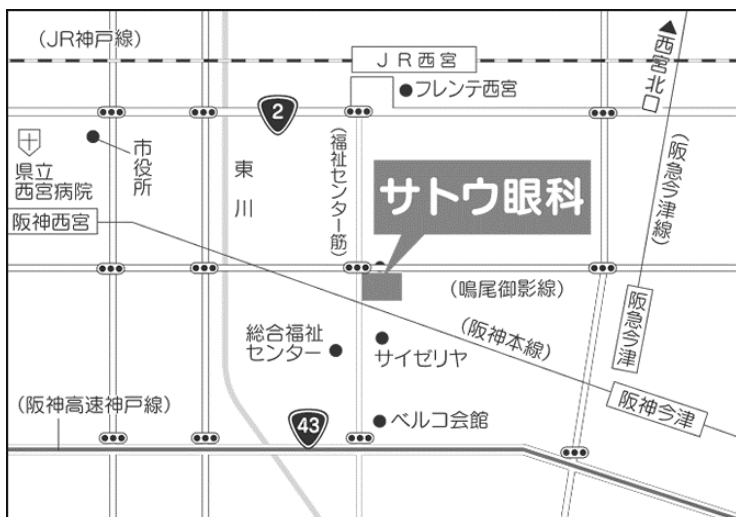 (JR神戸線)
JR西宮
フレンテ西宮
▲西宮北口
2
県立
西宮病院
市役所
東川
(福祉センター筋)
サトウ眼科
(阪急今津線)
阪神西宮
(鳴尾御影線)
(阪神本線)
阪急今津
総合福祉
センター
サイゼリヤ
阪神今津
(阪神高速神戸線)
43
ベルコ会館